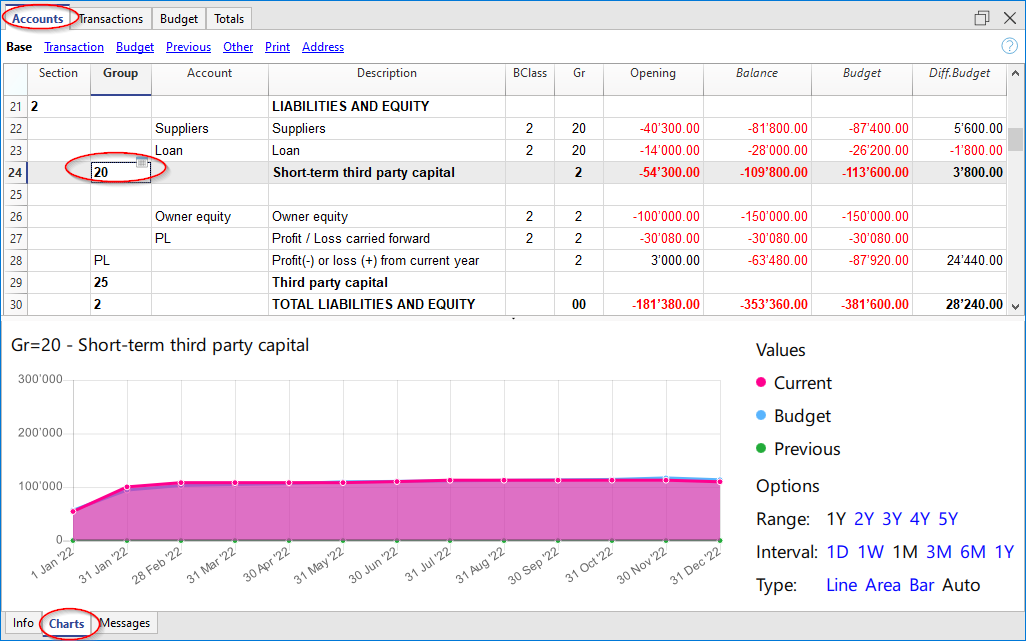 Accounts Transactions Budget Totals
Base Transaction Budget Previous Other Print Address ?
Section Group Account Description BClass Gr Opening Balance Budget Diff.Budget
21 2 LIABILITIES AND EQUITY
22 Suppliers Suppliers 2 20 -40'300.00 -81'800.00 -87'400.00 5'600.00
23 Loan Loan 2 20 -14'000.00 -28'000.00 -26'200.00 -1'800.00
24 20 Short-term third party capital 2 -54'300.00 -109'800.00 -113'600.00 3'800.00
25
26 Owner equity Owner equity 2 2 -100'000.00 -150'000.00 -150'000.00
27 PL Profit / Loss carried forward 2 2 -30'080.00 -30'080.00 -30'080.00
28 PL Profit(-) or loss (+) from current year 2 3'000.00 -63'480.00 -87'920.00 24'440.00
29 25 Third party capital
30 2 TOTAL LIABILITIES AND EQUITY 00 -181'380.00 -353'360.00 -381'600.00 28'240.00
Gr=20 - Short-term third party capital
300'000
200'000
100'000
0
1 Jan '22 31 Jan '22 28 Feb '22 31 Mar '22 30 Apr '22 31 May '22 30 Jun '22 31 Jul '22 31 Aug '22 30 Sep '22 31 Oct '22 30 Nov '22 31 Dec '22
Values
Current
Budget
Previous
Options
Range: 1Y 2Y 3Y 4Y 5Y
Interval: 1D 1W 1M 3M 6M 1Y
Type: Line Area Bar Auto
Info Charts Messages